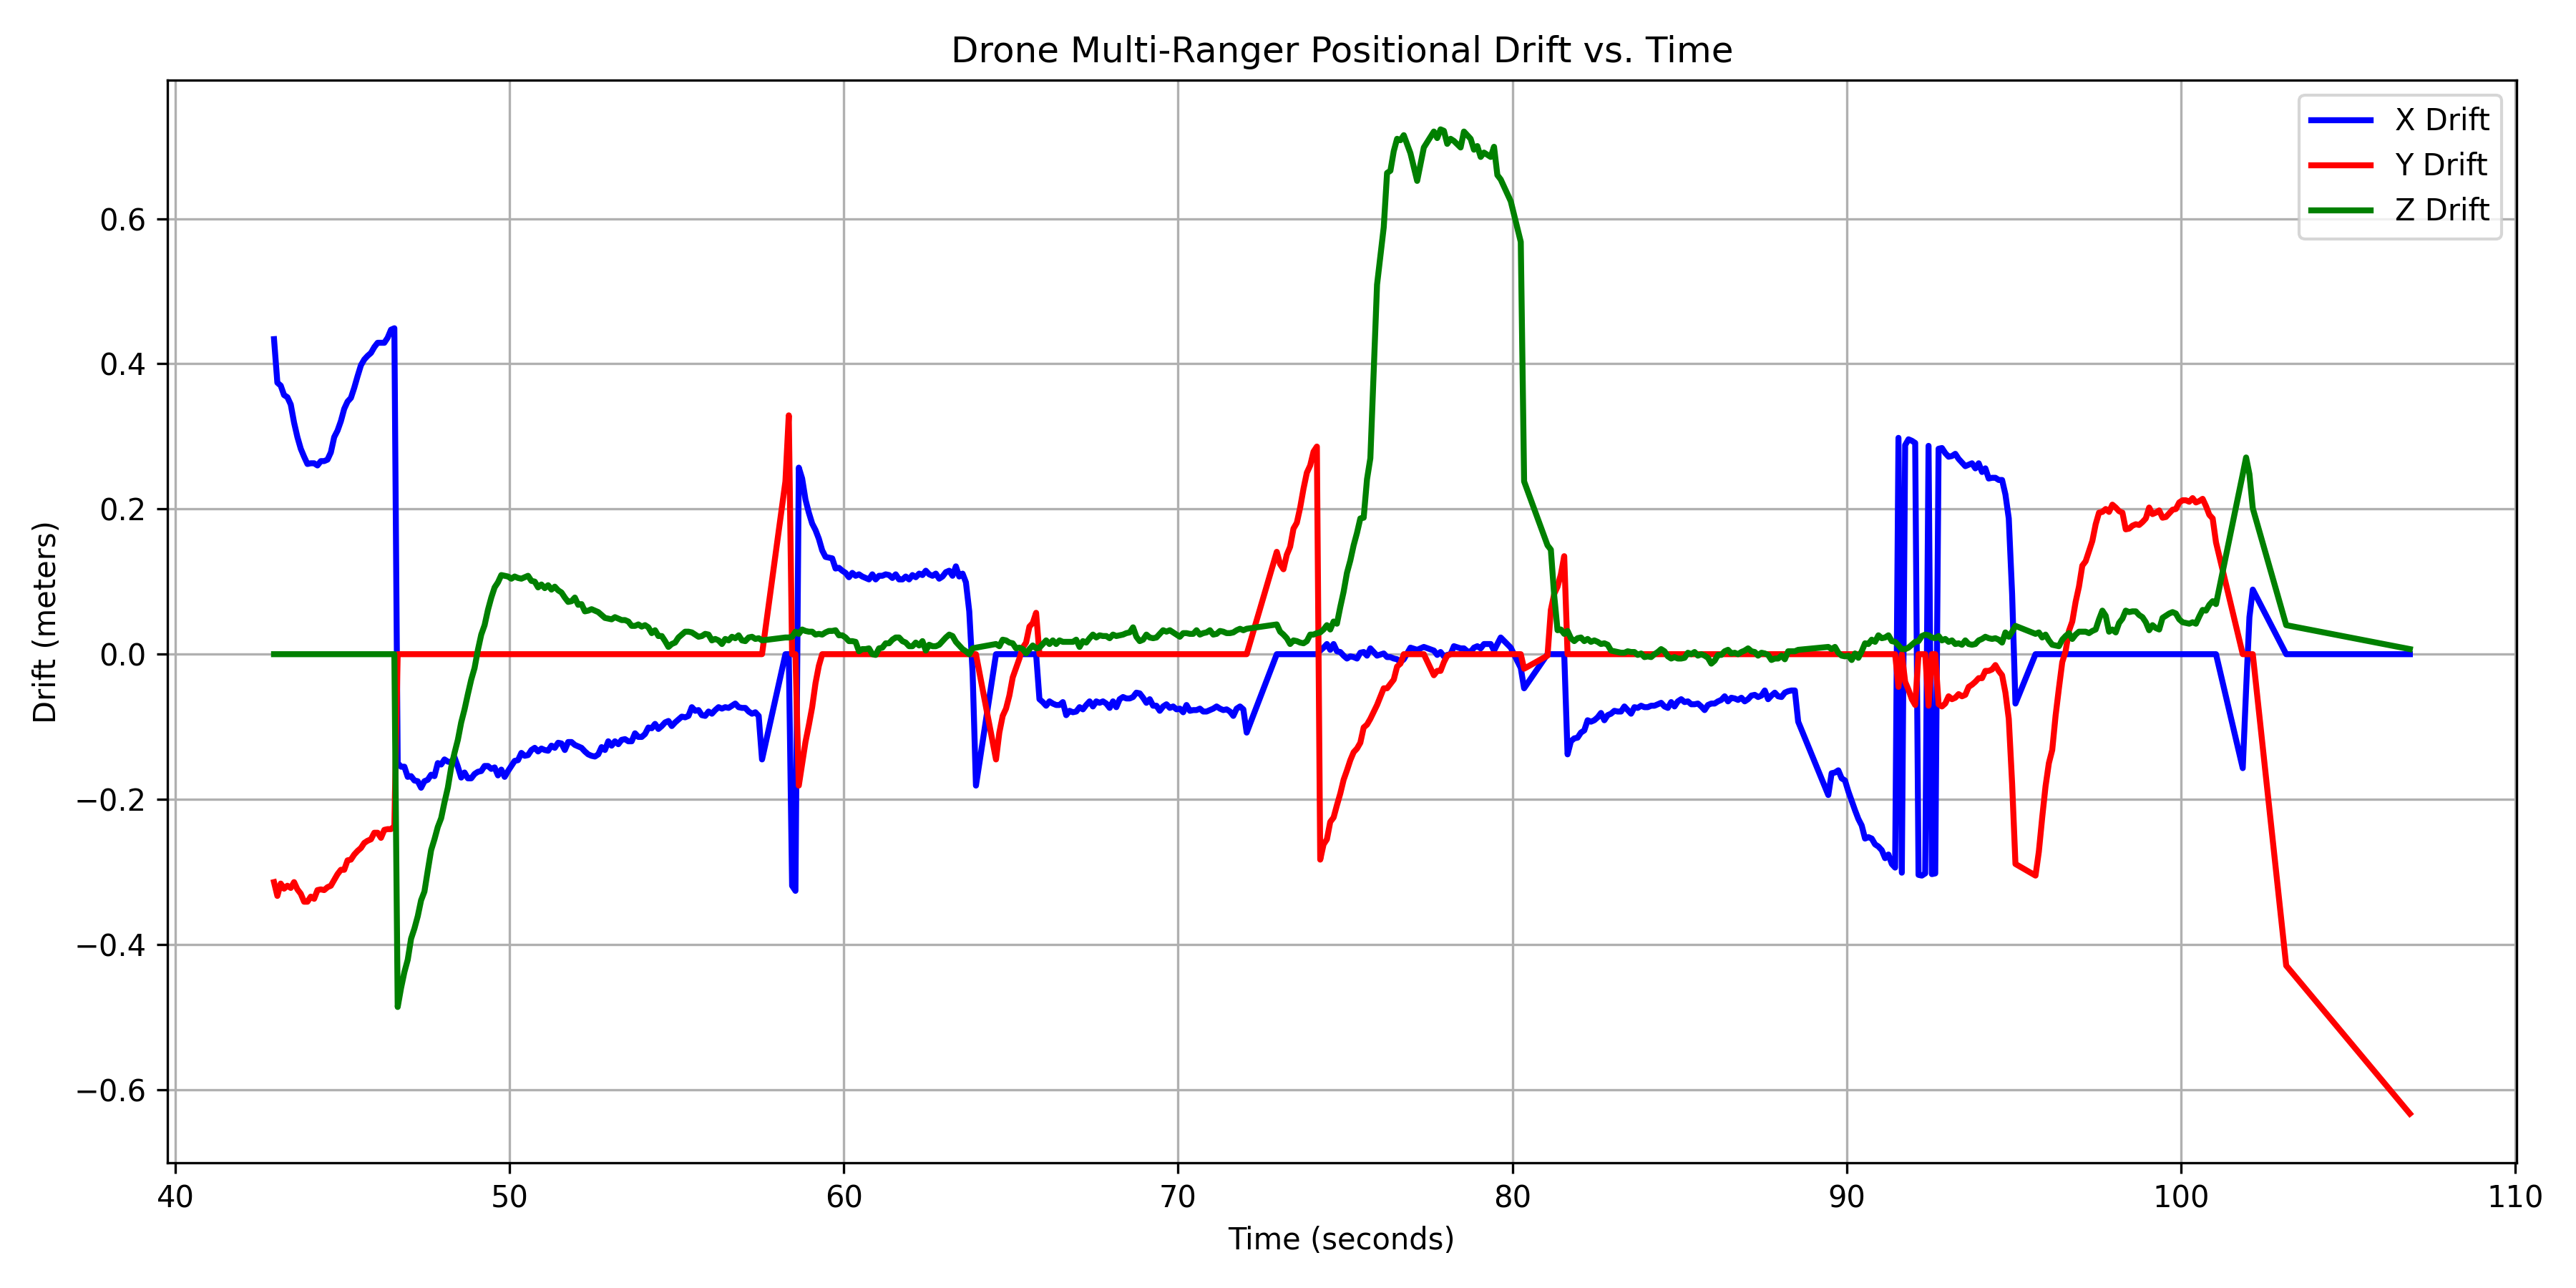 Drone Multi-Ranger Positional Drift vs. Time
X Drift
Y Drift
Z Drift
Drift (meters)
0.6
0.4
0.2
0.0
−0.2
−0.4
−0.6
40 50 60 70 80 90 100 110
Time (seconds)